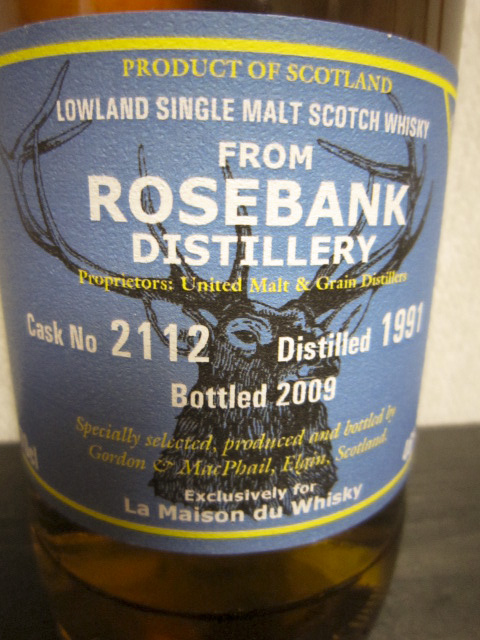 PRODUCT OF SCOTLAND
LOWLAND SINGLE MALT SCOTCH WHISKY
FROM
ROSEBANK
DISTILLERY
Proprietors: United Malt & Grain Distillers
Cask No 2112 Distilled 1991
Bottled 2009
Specially selected, produced and bottled by
Gordon & MacPhail, Elgin, Scotland.
Exclusively for
La Maison du Whisky